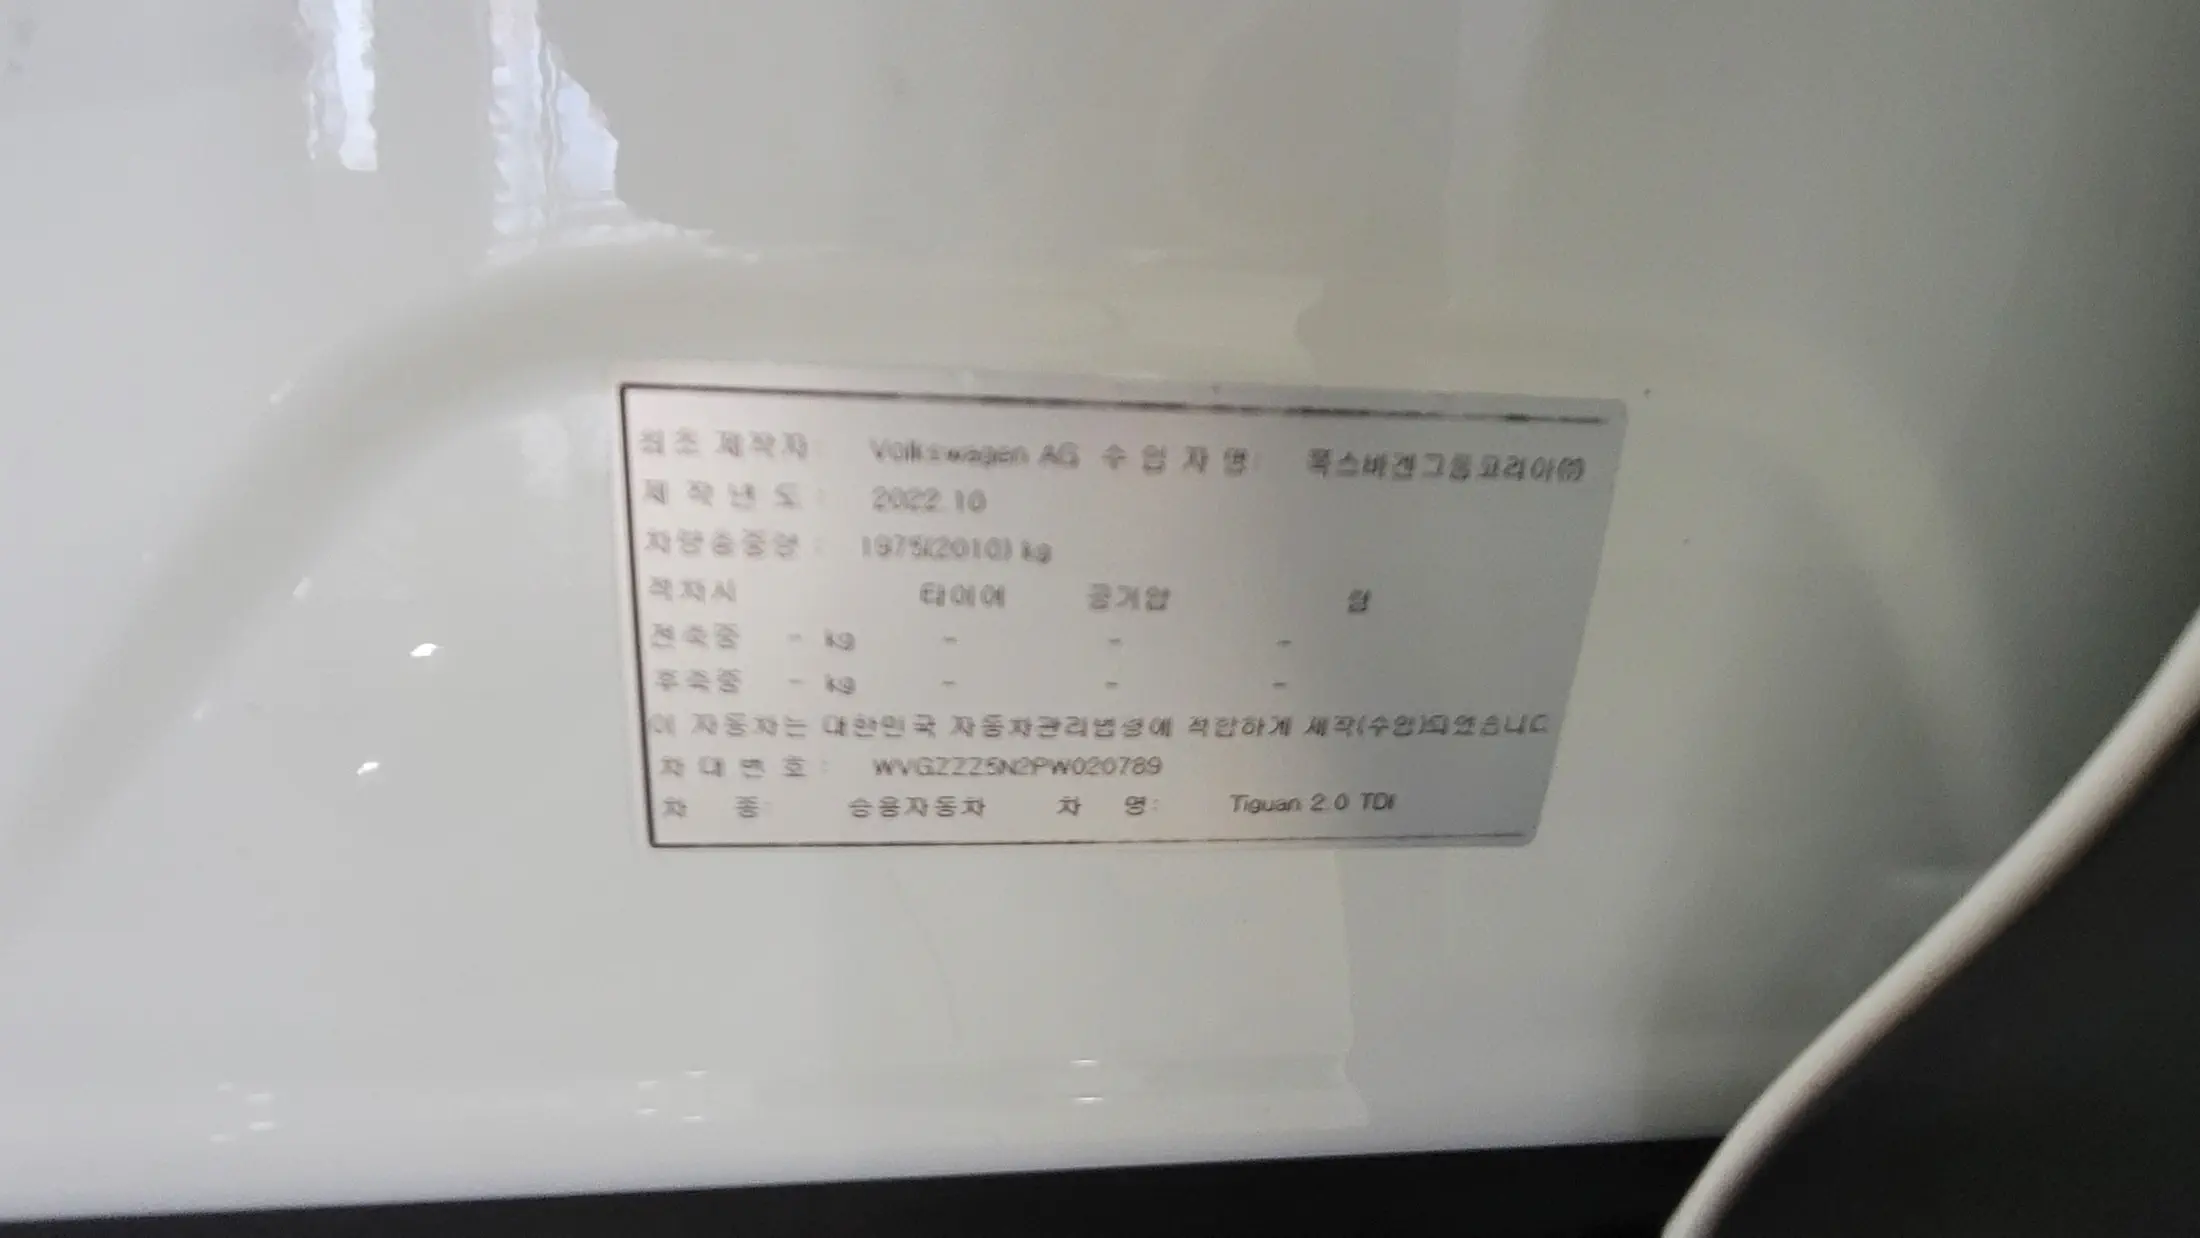 최초 제작자: Volkswagen AG 수 입 자 명: 폭스바겐그룹코리아㈜
제 작 년 도: 2022.10
차량총중량: 1975(2010) kg
적차시 타이어 공기압 림
전축중 - kg - - -
후축중 - kg - - -
이 자동차는 대한민국 자동차관리법령에 적합하게 제작(수입)되었습니다
차 대 번 호: WVGZZZ5N2PW020789
차 종: 승용자동차 차 명: Tiguan 2.0 TDI